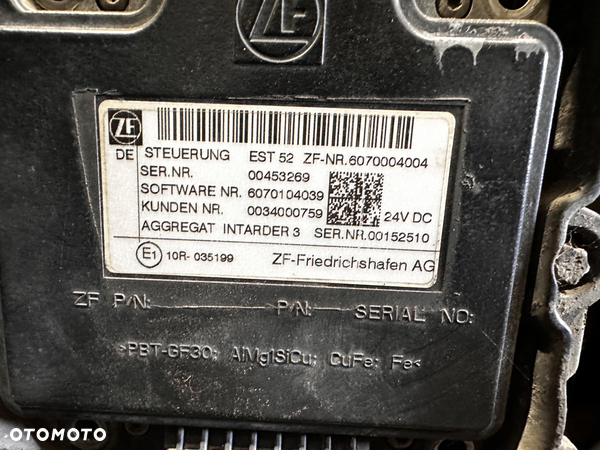 ZF
ZF
DE STEUERUNG EST 52 ZF-NR.6070004004
SER.NR. 00453269
SOFTWARE NR. 6070104039
KUNDEN NR. 0034000759 24V DC
AGGREGAT INTARDER 3 SER.NR.00152510
E1 10R- 035199 ZF-Friedrichshafen AG
ZF P/N: P/N: SERIAL NO:
>PBT-GF30; AlMg1SiCu; CuFe; Fe<
OTOMOTO
OTOMOTO